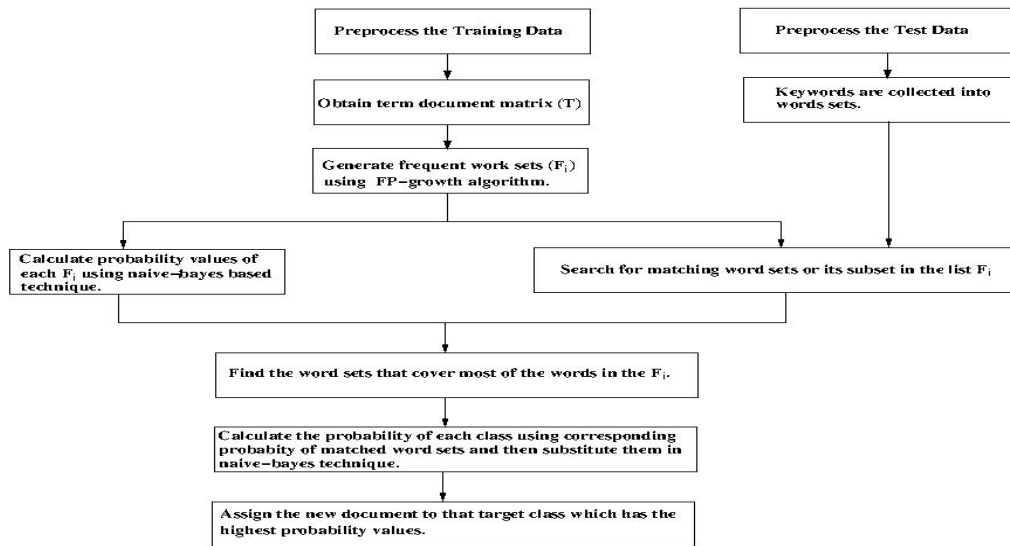 Preprocess the Training Data
Preprocess the Test Data
Obtain term document matrix (T)
Keywords are collected into
words sets.
Generate frequent work sets (Fi)
using FP-growth algorithm.
Calculate probability values of
each Fi using naive-bayes based
technique.
Search for matching word sets or its subset in the list Fi
Find the word sets that cover most of the words in the Fi.
Calculate the probability of each class using corresponding
probabity of matched word sets and then substitute them in
naive-bayes technique.
Assign the new document to that target class which has the
highest probability values.